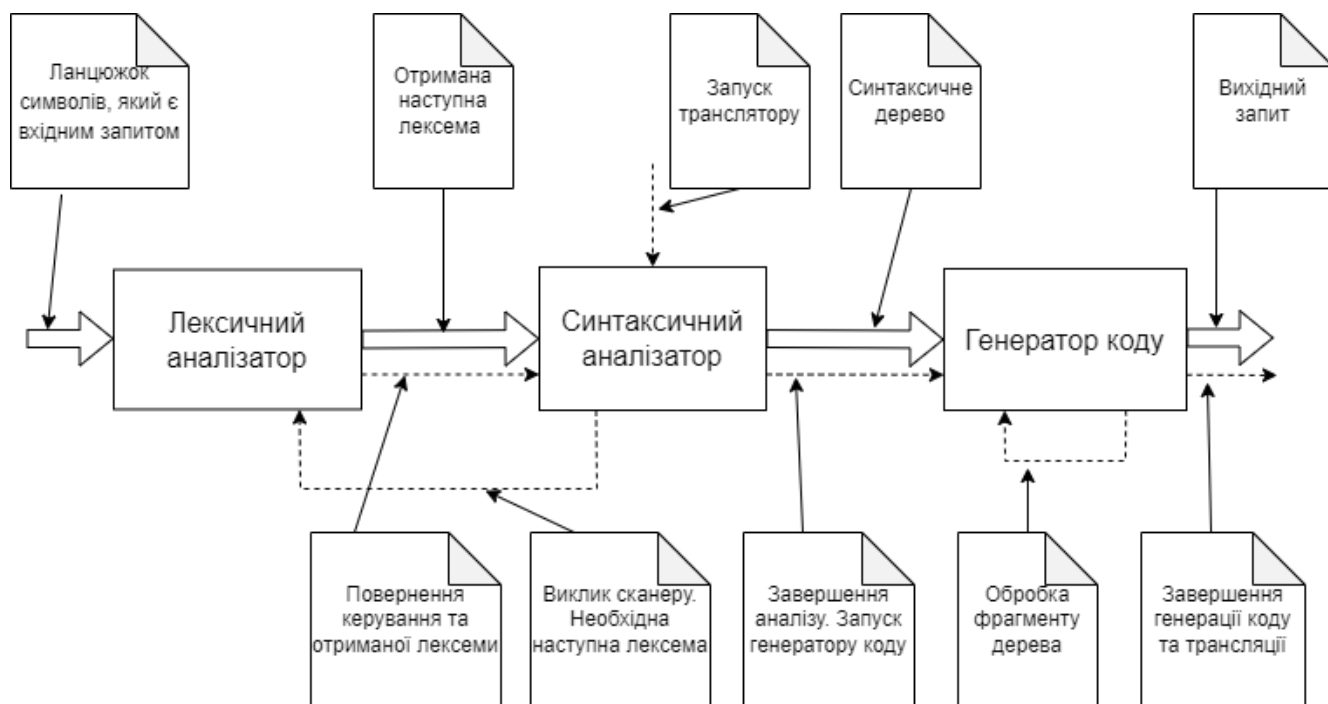 Ланцюжок
символів, який є
вхідним запитом
Отримана
наступна
лексема
Запуск
транслятору
Синтаксичне
дерево
Вихідний
запит
Лексичний
аналізатор
Синтаксичний
аналізатор
Генератор коду
Повернення
керування та
отриманої лексеми
Виклик сканеру.
Необхідна
наступна лексема
Завершення
аналізу. Запуск
генератору коду
Обробка
фрагменту
дерева
Завершення
генерації коду
та трансляції